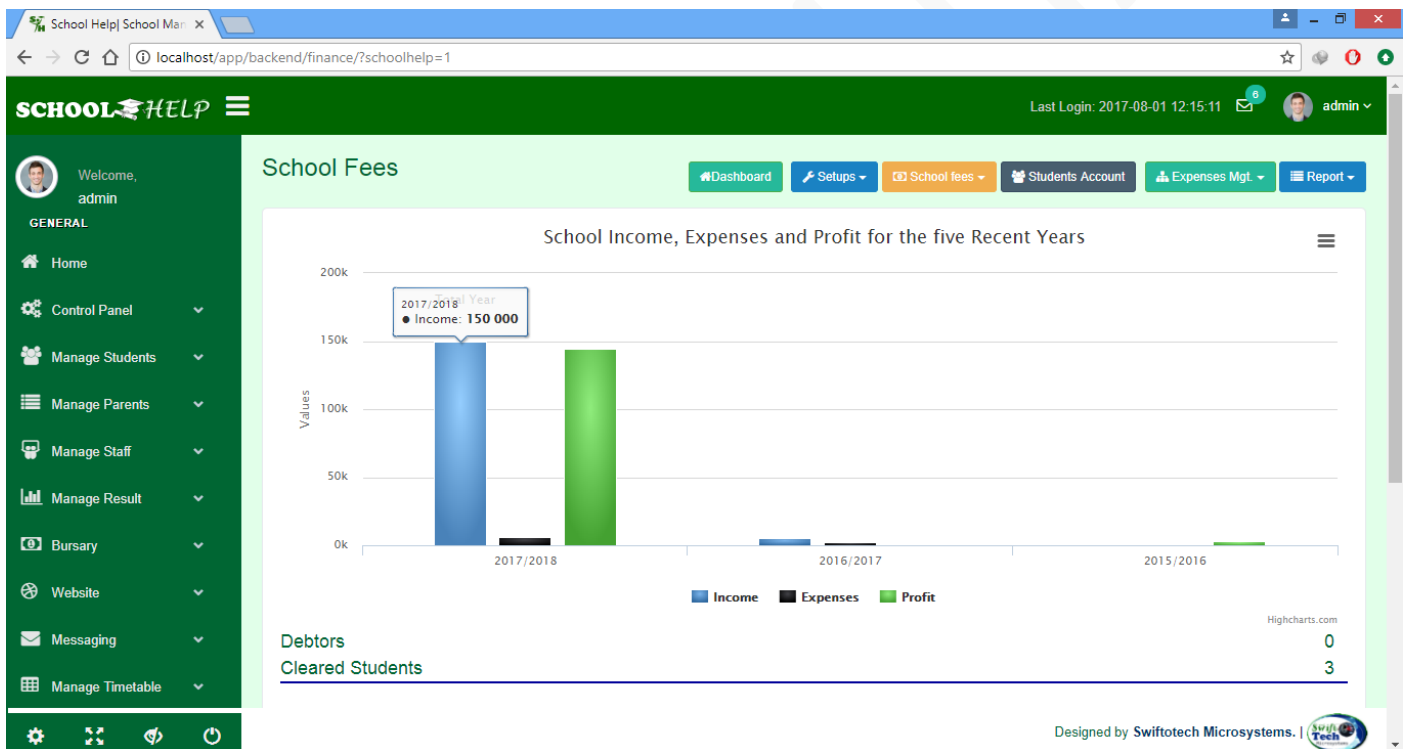 School Help| School Man
localhost/app/backend/finance/?schoolhelp=1
SCHOOL HELP
Last Login: 2017-08-01 12:15:11
6
admin
Welcome,
admin
GENERAL
Home
Control Panel
Manage Students
Manage Parents
Manage Staff
Manage Result
Bursary
Website
Messaging
Manage Timetable
School Fees
Dashboard
Setups
School fees
Students Account
Expenses Mgt.
Report
School Income, Expenses and Profit for the five Recent Years
Total Year
2017/2018
Income: 150 000
Values
200k
150k
100k
50k
0k
2017/2018
2016/2017
2015/2016
Income
Expenses
Profit
Highcharts.com
Debtors
0
Cleared Students
3
Designed by Swiftotech Microsystems. |
Swift
Tech